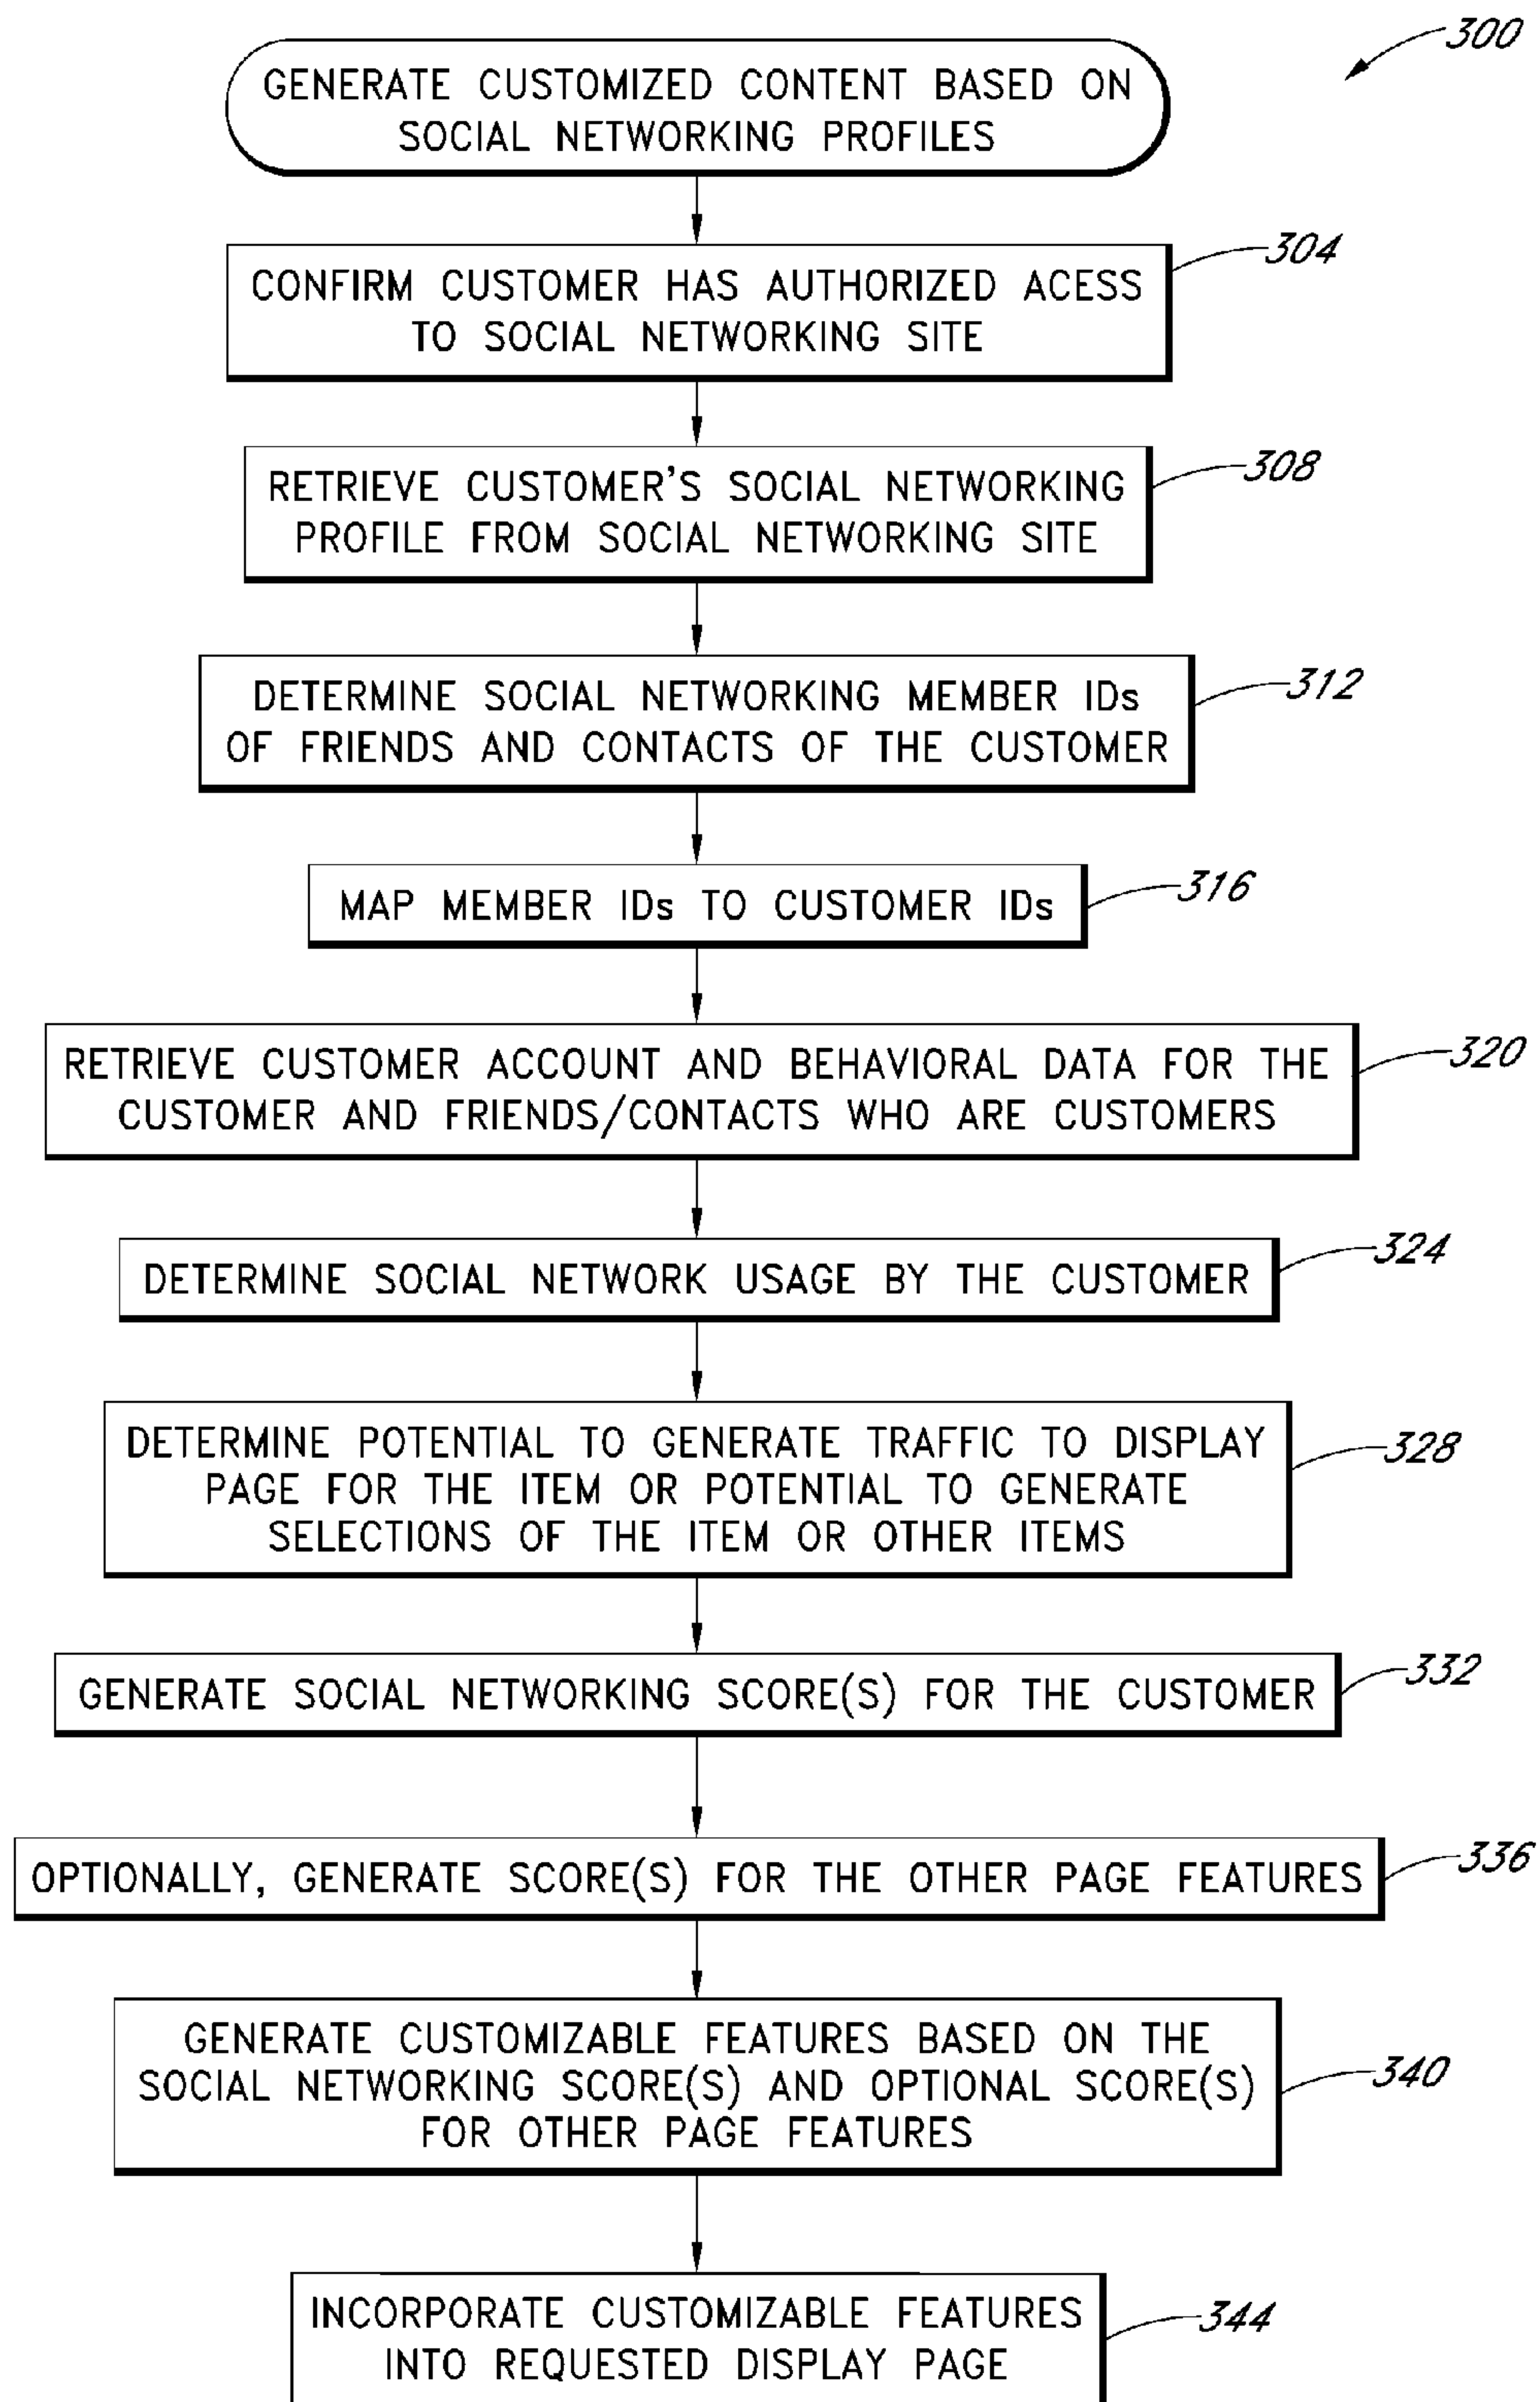 300
GENERATE CUSTOMIZED CONTENT BASED ON
SOCIAL NETWORKING PROFILES
304
CONFIRM CUSTOMER HAS AUTHORIZED ACESS
TO SOCIAL NETWORKING SITE
308
RETRIEVE CUSTOMER'S SOCIAL NETWORKING
PROFILE FROM SOCIAL NETWORKING SITE
312
DETERMINE SOCIAL NETWORKING MEMBER IDs
OF FRIENDS AND CONTACTS OF THE CUSTOMER
316
MAP MEMBER IDs TO CUSTOMER IDs
320
RETRIEVE CUSTOMER ACCOUNT AND BEHAVIORAL DATA FOR THE
CUSTOMER AND FRIENDS/CONTACTS WHO ARE CUSTOMERS
324
DETERMINE SOCIAL NETWORK USAGE BY THE CUSTOMER
328
DETERMINE POTENTIAL TO GENERATE TRAFFIC TO DISPLAY
PAGE FOR THE ITEM OR POTENTIAL TO GENERATE
SELECTIONS OF THE ITEM OR OTHER ITEMS
332
GENERATE SOCIAL NETWORKING SCORE(S) FOR THE CUSTOMER
336
OPTIONALLY, GENERATE SCORE(S) FOR THE OTHER PAGE FEATURES
340
GENERATE CUSTOMIZABLE FEATURES BASED ON THE
SOCIAL NETWORKING SCORE(S) AND OPTIONAL SCORE(S)
FOR OTHER PAGE FEATURES
344
INCORPORATE CUSTOMIZABLE FEATURES
INTO REQUESTED DISPLAY PAGE